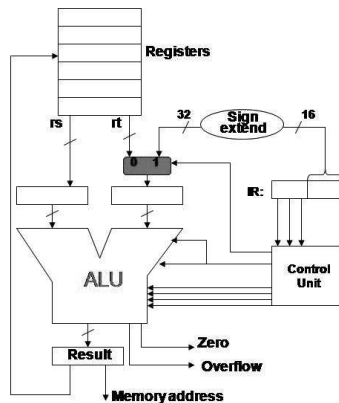 Registers
rs rt
32 Sign extend 16
0 1
IR:
ALU
Control Unit
Zero
Result
Overflow
Memory address